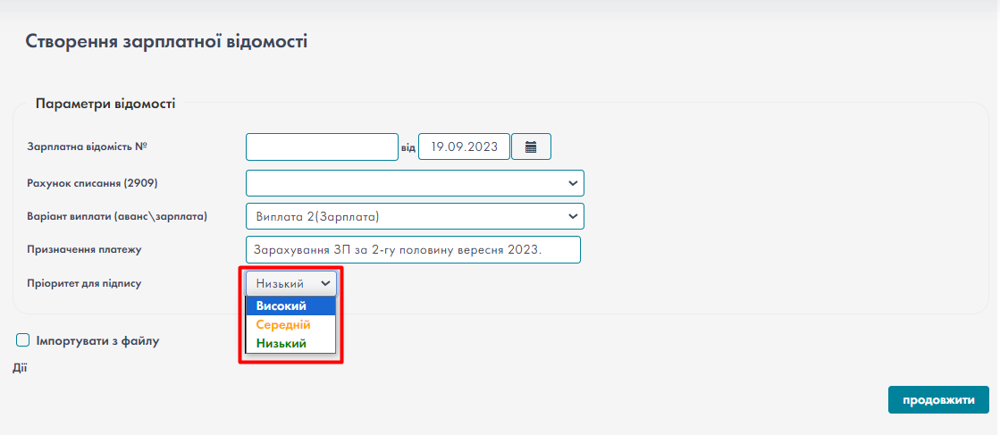 Створення зарплатної відомості
Параметри відомості
Зарплатна відомість № від 19.09.2023
Рахунок списання (2909)
Варіант виплати (аванс\зарплата) Виплата 2(Зарплата)
Призначення платежу Зарахування ЗП за 2-гу половину вересня 2023.
Пріоритет для підпису Низький
Високий
Середній
Низький
Імпортувати з файлу
Дії
продовжити